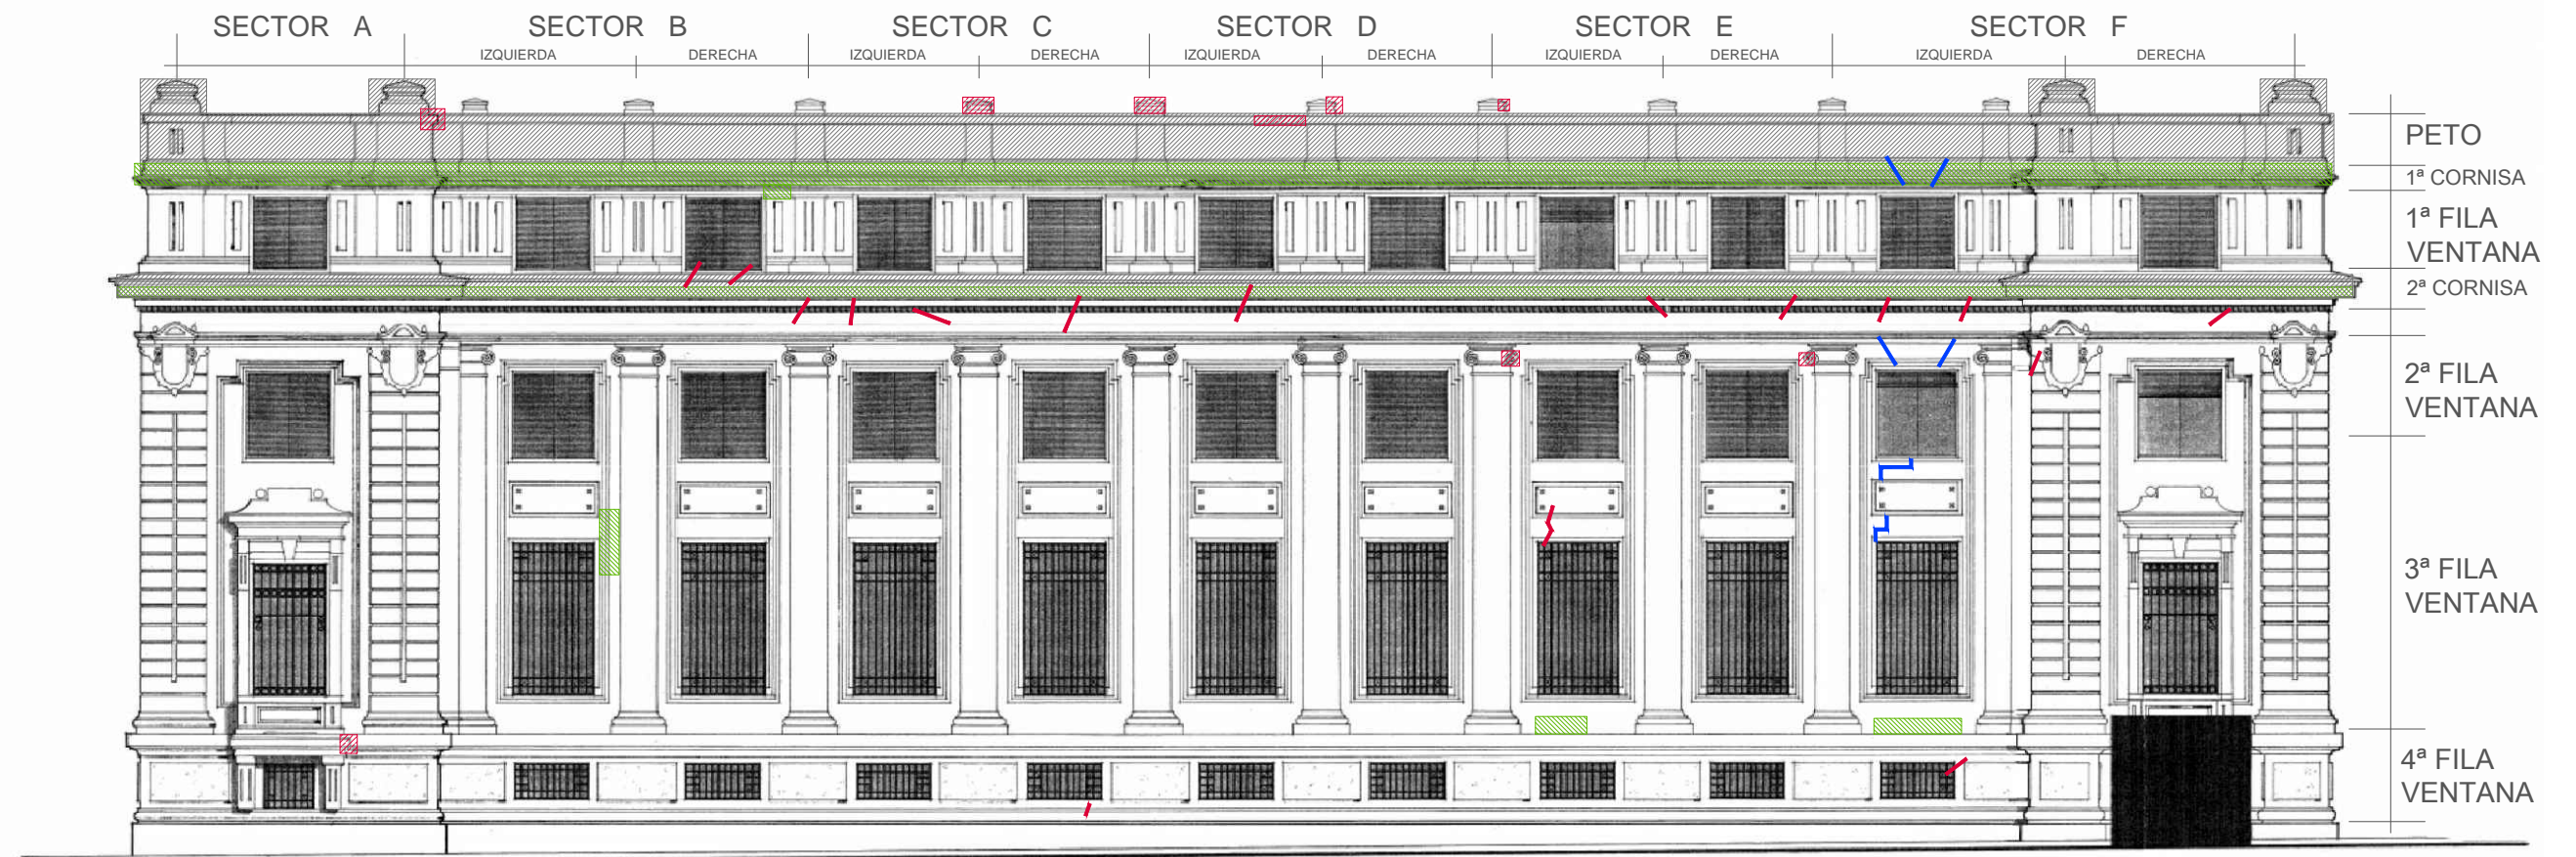 SECTOR A
SECTOR B
SECTOR C
SECTOR D
SECTOR E
SECTOR F
IZQUIERDA
DERECHA
IZQUIERDA
DERECHA
IZQUIERDA
DERECHA
IZQUIERDA
DERECHA
IZQUIERDA
DERECHA
PETO
1ª CORNISA
1ª FILA
VENTANA
2ª CORNISA
2ª FILA
VENTANA
3ª FILA
VENTANA
4ª FILA
VENTANA